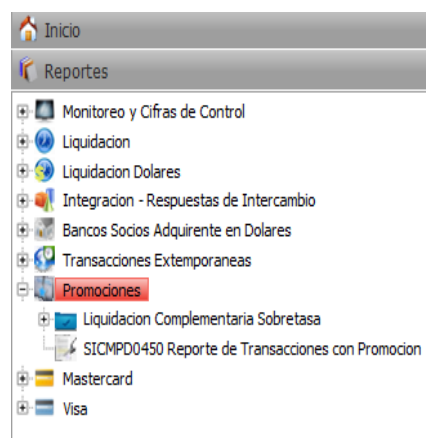 Inicio
Reportes
Monitoreo y Cifras de Control
Liquidacion
Liquidacion Dolares
Integracion - Respuestas de Intercambio
Bancos Socios Adquirente en Dolares
Transacciones Extemporaneas
Promociones
Liquidacion Complementaria Sobretasa
SICMPD0450 Reporte de Transacciones con Promocion
Mastercard
Visa